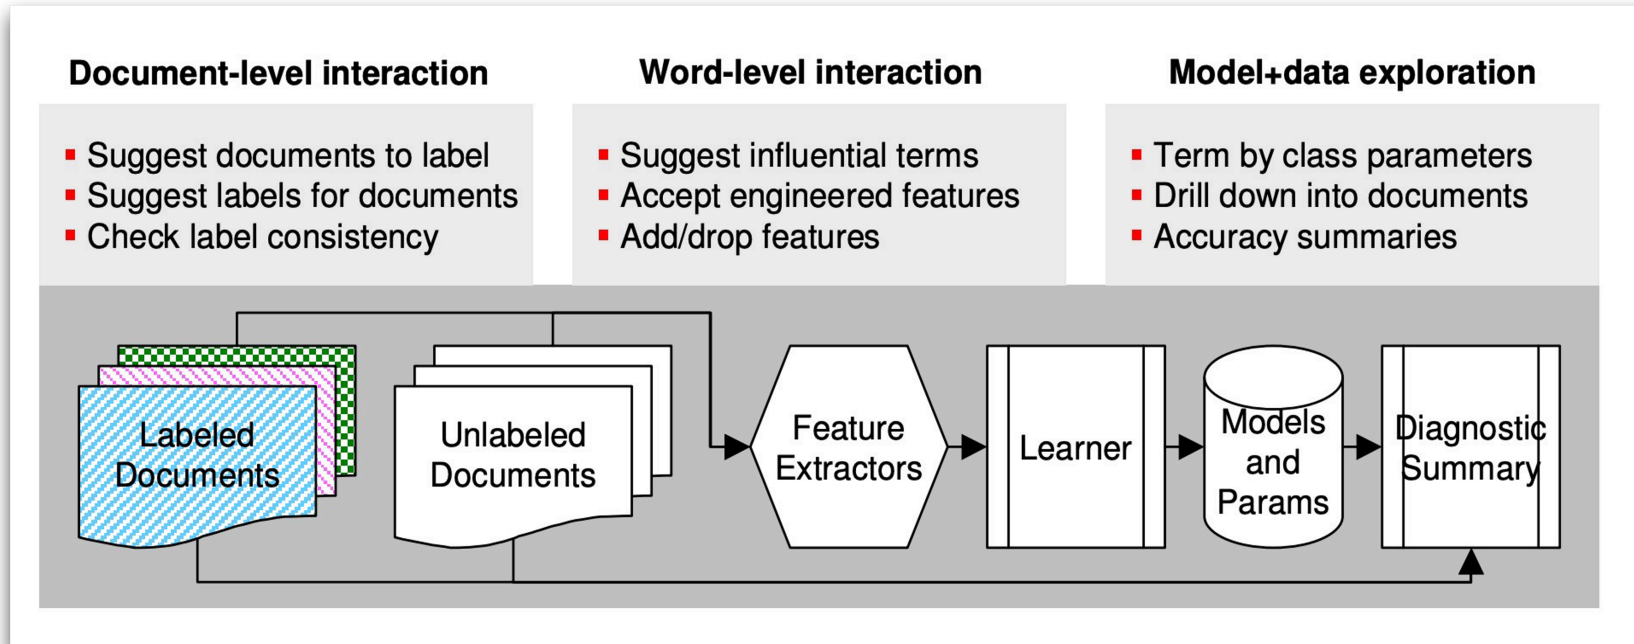 Document-level interaction
Suggest documents to label
Suggest labels for documents
Check label consistency
Word-level interaction
Suggest influential terms
Accept engineered features
Add/drop features
Model+data exploration
Term by class parameters
Drill down into documents
Accuracy summaries
Labeled
Documents
Unlabeled
Documents
Feature
Extractors
Learner
Models
and
Params
Diagnostic
Summary